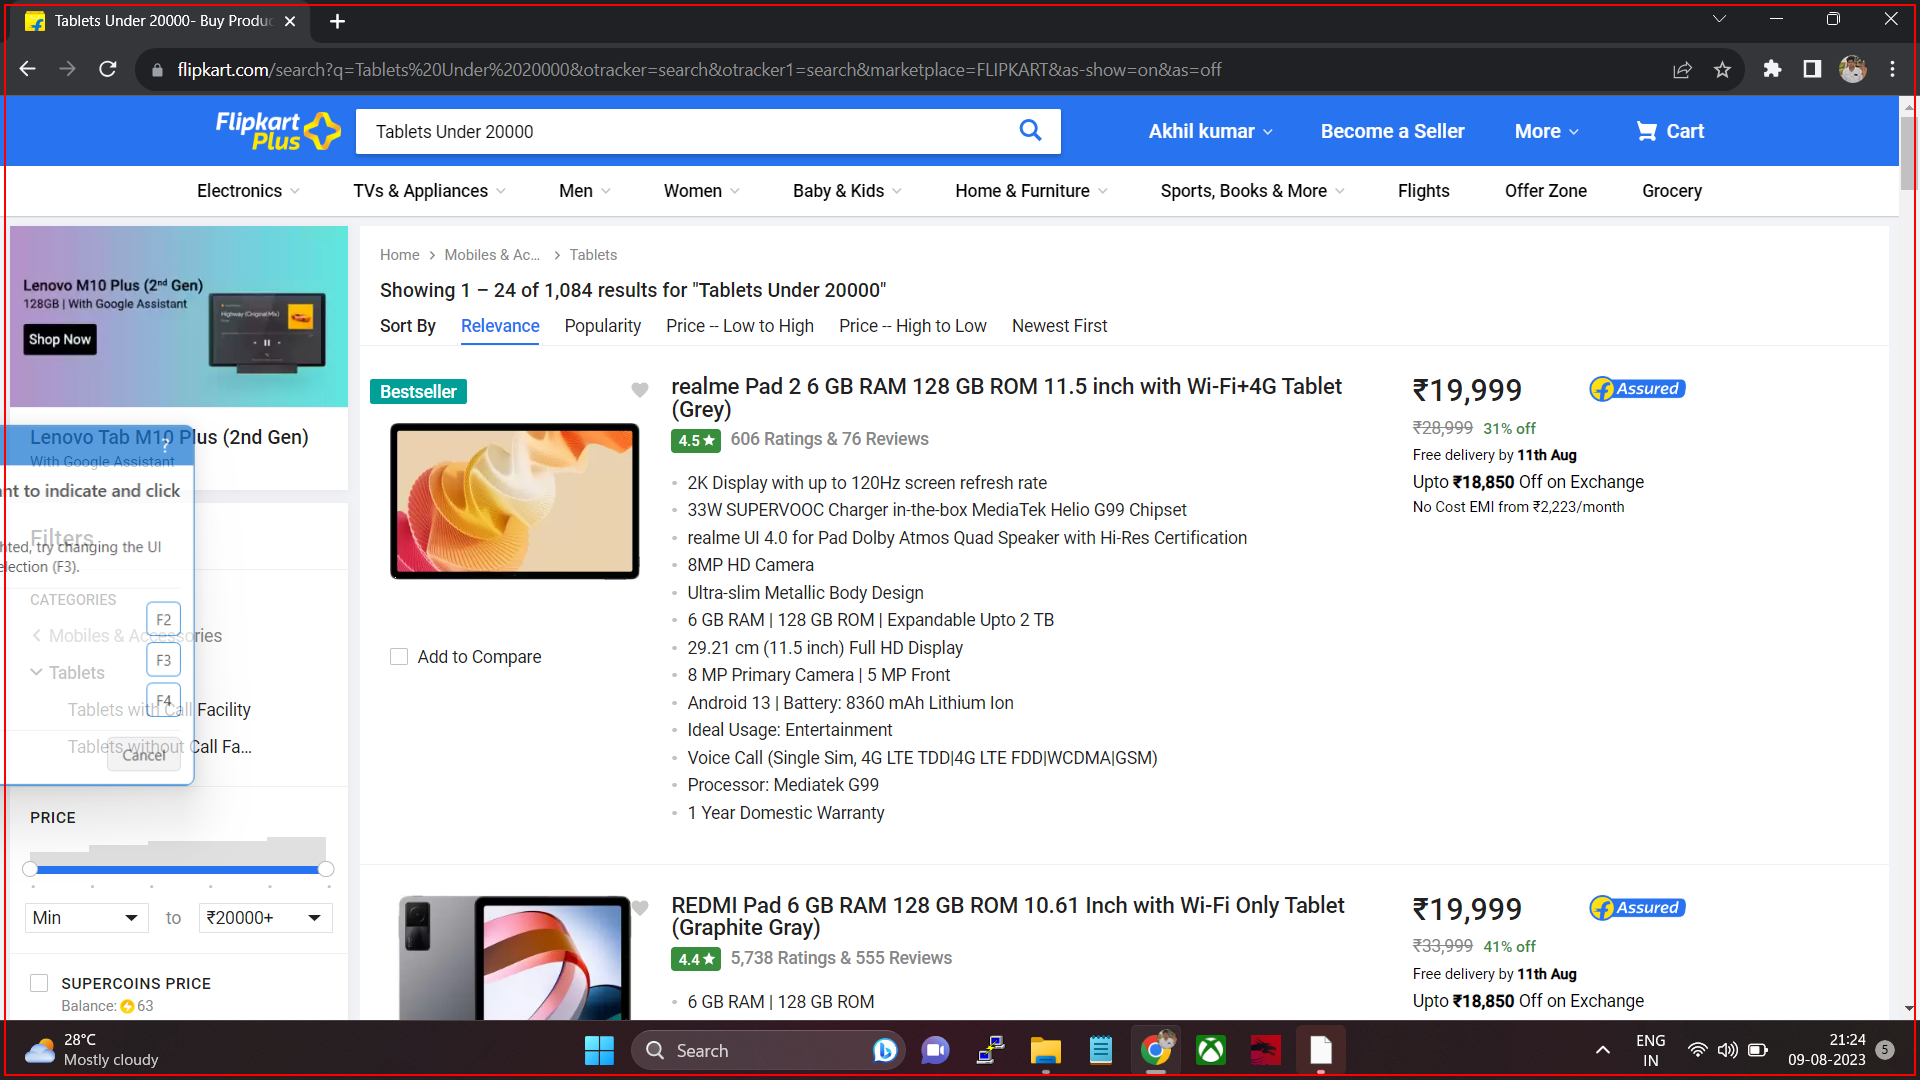 Tablets Under 20000- Buy Produc
flipkart.com/search?q=Tablets%20Under%2020000&otracker=search&otracker1=search&marketplace=FLIPKART&as-show=on&as=off
Flipkart
Plus
Tablets Under 20000
Akhil kumar
Become a Seller
More
Cart
Electronics
TVs & Appliances
Men
Women
Baby & Kids
Home & Furniture
Sports, Books & More
Flights
Offer Zone
Grocery
Lenovo M10 Plus (2nd Gen)
128GB | With Google Assistant
Shop Now
Highway (Original Mix)
Lenovo Tab M10 Plus (2nd Gen)
With Google Assistant
?
nt to indicate and click
Filters
hted, try changing the UI
election (F3).
CATEGORIES
F2
Mobiles & Accessories
F3
Tablets
F4
Tablets with Call Facility
Tablets without Call Fa...
Cancel
PRICE
Min
to
₹20000+
SUPERCOINS PRICE
Balance: 63
Home > Mobiles & Ac... > Tablets
Showing 1 – 24 of 1,084 results for "Tablets Under 20000"
Sort By Relevance Popularity Price -- Low to High Price -- High to Low Newest First
Bestseller
Add to Compare
realme Pad 2 6 GB RAM 128 GB ROM 11.5 inch with Wi-Fi+4G Tablet
(Grey)
4.5★ 606 Ratings & 76 Reviews
2K Display with up to 120Hz screen refresh rate
33W SUPERVOOC Charger in-the-box MediaTek Helio G99 Chipset
realme UI 4.0 for Pad Dolby Atmos Quad Speaker with Hi-Res Certification
8MP HD Camera
Ultra-slim Metallic Body Design
6 GB RAM | 128 GB ROM | Expandable Upto 2 TB
29.21 cm (11.5 inch) Full HD Display
8 MP Primary Camera | 5 MP Front
Android 13 | Battery: 8360 mAh Lithium Ion
Ideal Usage: Entertainment
Voice Call (Single Sim, 4G LTE TDD|4G LTE FDD|WCDMA|GSM)
Processor: Mediatek G99
1 Year Domestic Warranty
₹19,999
Assured
₹28,999 31% off
Free delivery by 11th Aug
Upto ₹18,850 Off on Exchange
No Cost EMI from ₹2,223/month
REDMI Pad 6 GB RAM 128 GB ROM 10.61 Inch with Wi-Fi Only Tablet
(Graphite Gray)
4.4★ 5,738 Ratings & 555 Reviews
6 GB RAM | 128 GB ROM
₹19,999
Assured
₹33,999 41% off
Free delivery by 11th Aug
Upto ₹18,850 Off on Exchange
28°C
Mostly cloudy
Search
ENG
IN
21:24
09-08-2023
5